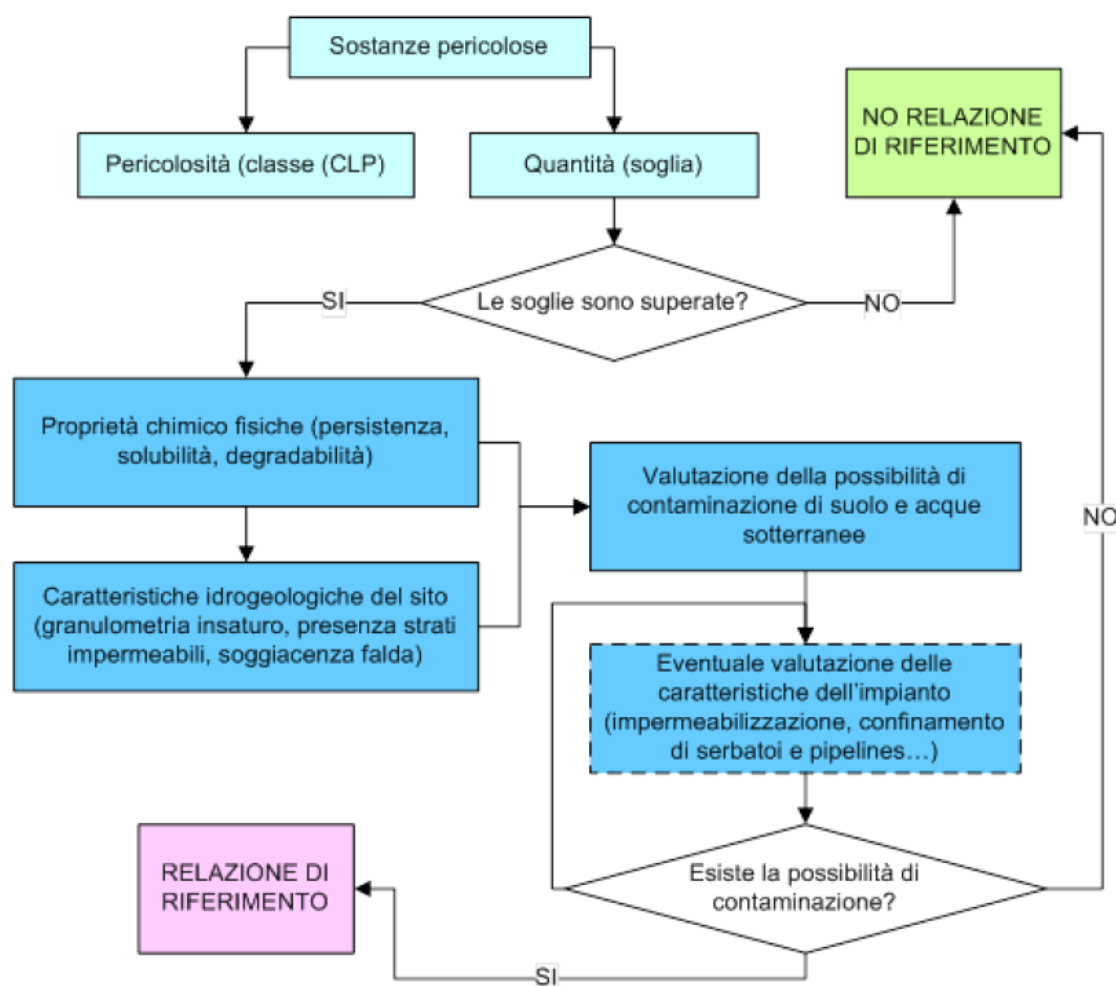 Sostanze pericolose
NO RELAZIONE
DI RIFERIMENTO
Pericolosità (classe (CLP)
Quantità (soglia)
Le soglie sono superate?
SI
NO
Proprietà chimico fisiche (persistenza,
solubilità, degradabilità)
Valutazione della possibilità di
contaminazione di suolo e acque
sotterranee
NO
Caratteristiche idrogeologiche del sito
(granulometria insaturo, presenza strati
impermeabili, soggiacenza falda)
Eventuale valutazione delle
caratteristiche dell'impianto
(impermeabilizzazione, confinamento
di serbatoi e pipelines…)
Esiste la possibilità di
contaminazione?
RELAZIONE DI
RIFERIMENTO
SI